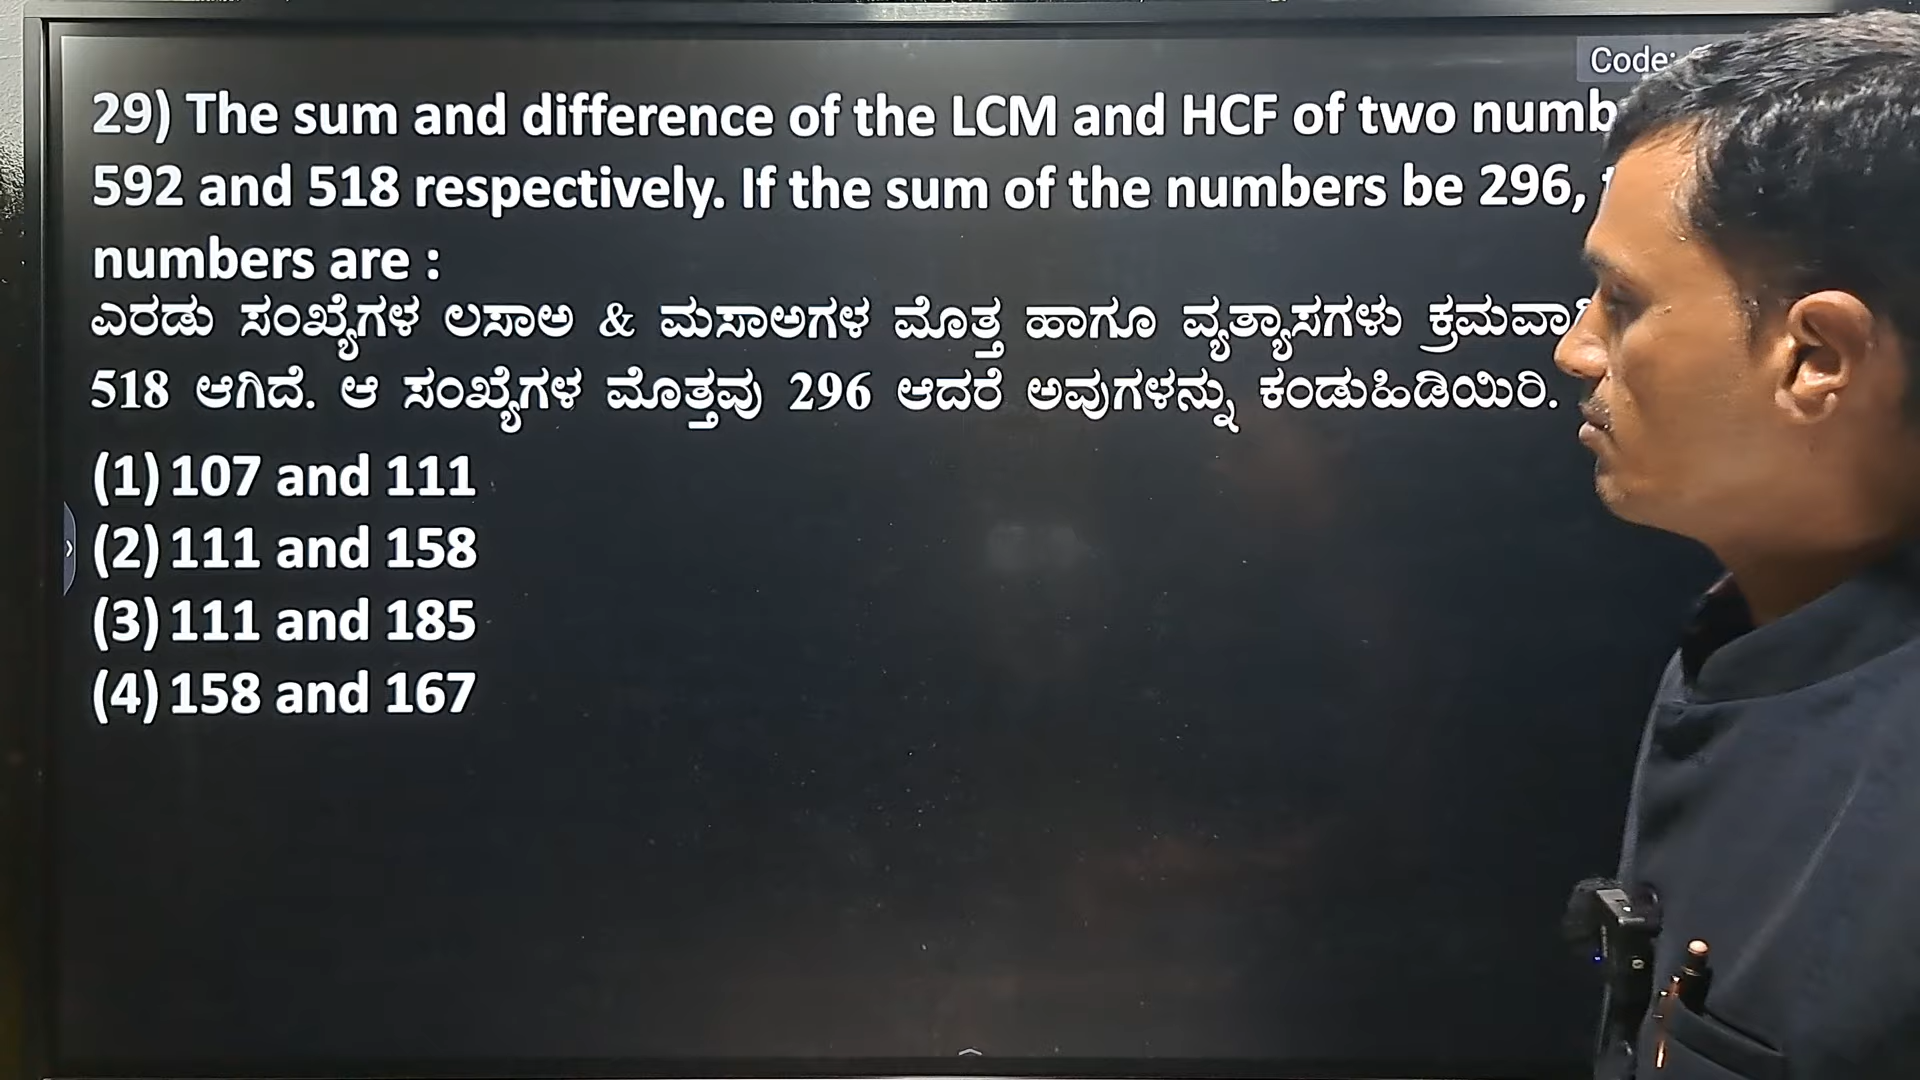 Code:
29) The sum and difference of the LCM and HCF of two
592 and 518 respectively. If the sum of the numbers be 296,
numbers are :
ಎರಡು ಸಂಖ್ಯೆಗಳ ಲಸಾಅ & ಮಸಾಅಗಳ ಮೊತ್ತ ಹಾಗೂ ವ್ಯತ್ಯಾಸಗಳು
518 ಆಗಿದೆ. ಆ ಸಂಖ್ಯೆಗಳ ಮೊತ್ತವು 296 ಆದರೆ ಅವುಗಳನ್ನು ಕಂಡುಹಿಡಿಯಿರಿ.
(1) 107 and 111
(2) 111 and 158
(3) 111 and 185
(4) 158 and 167